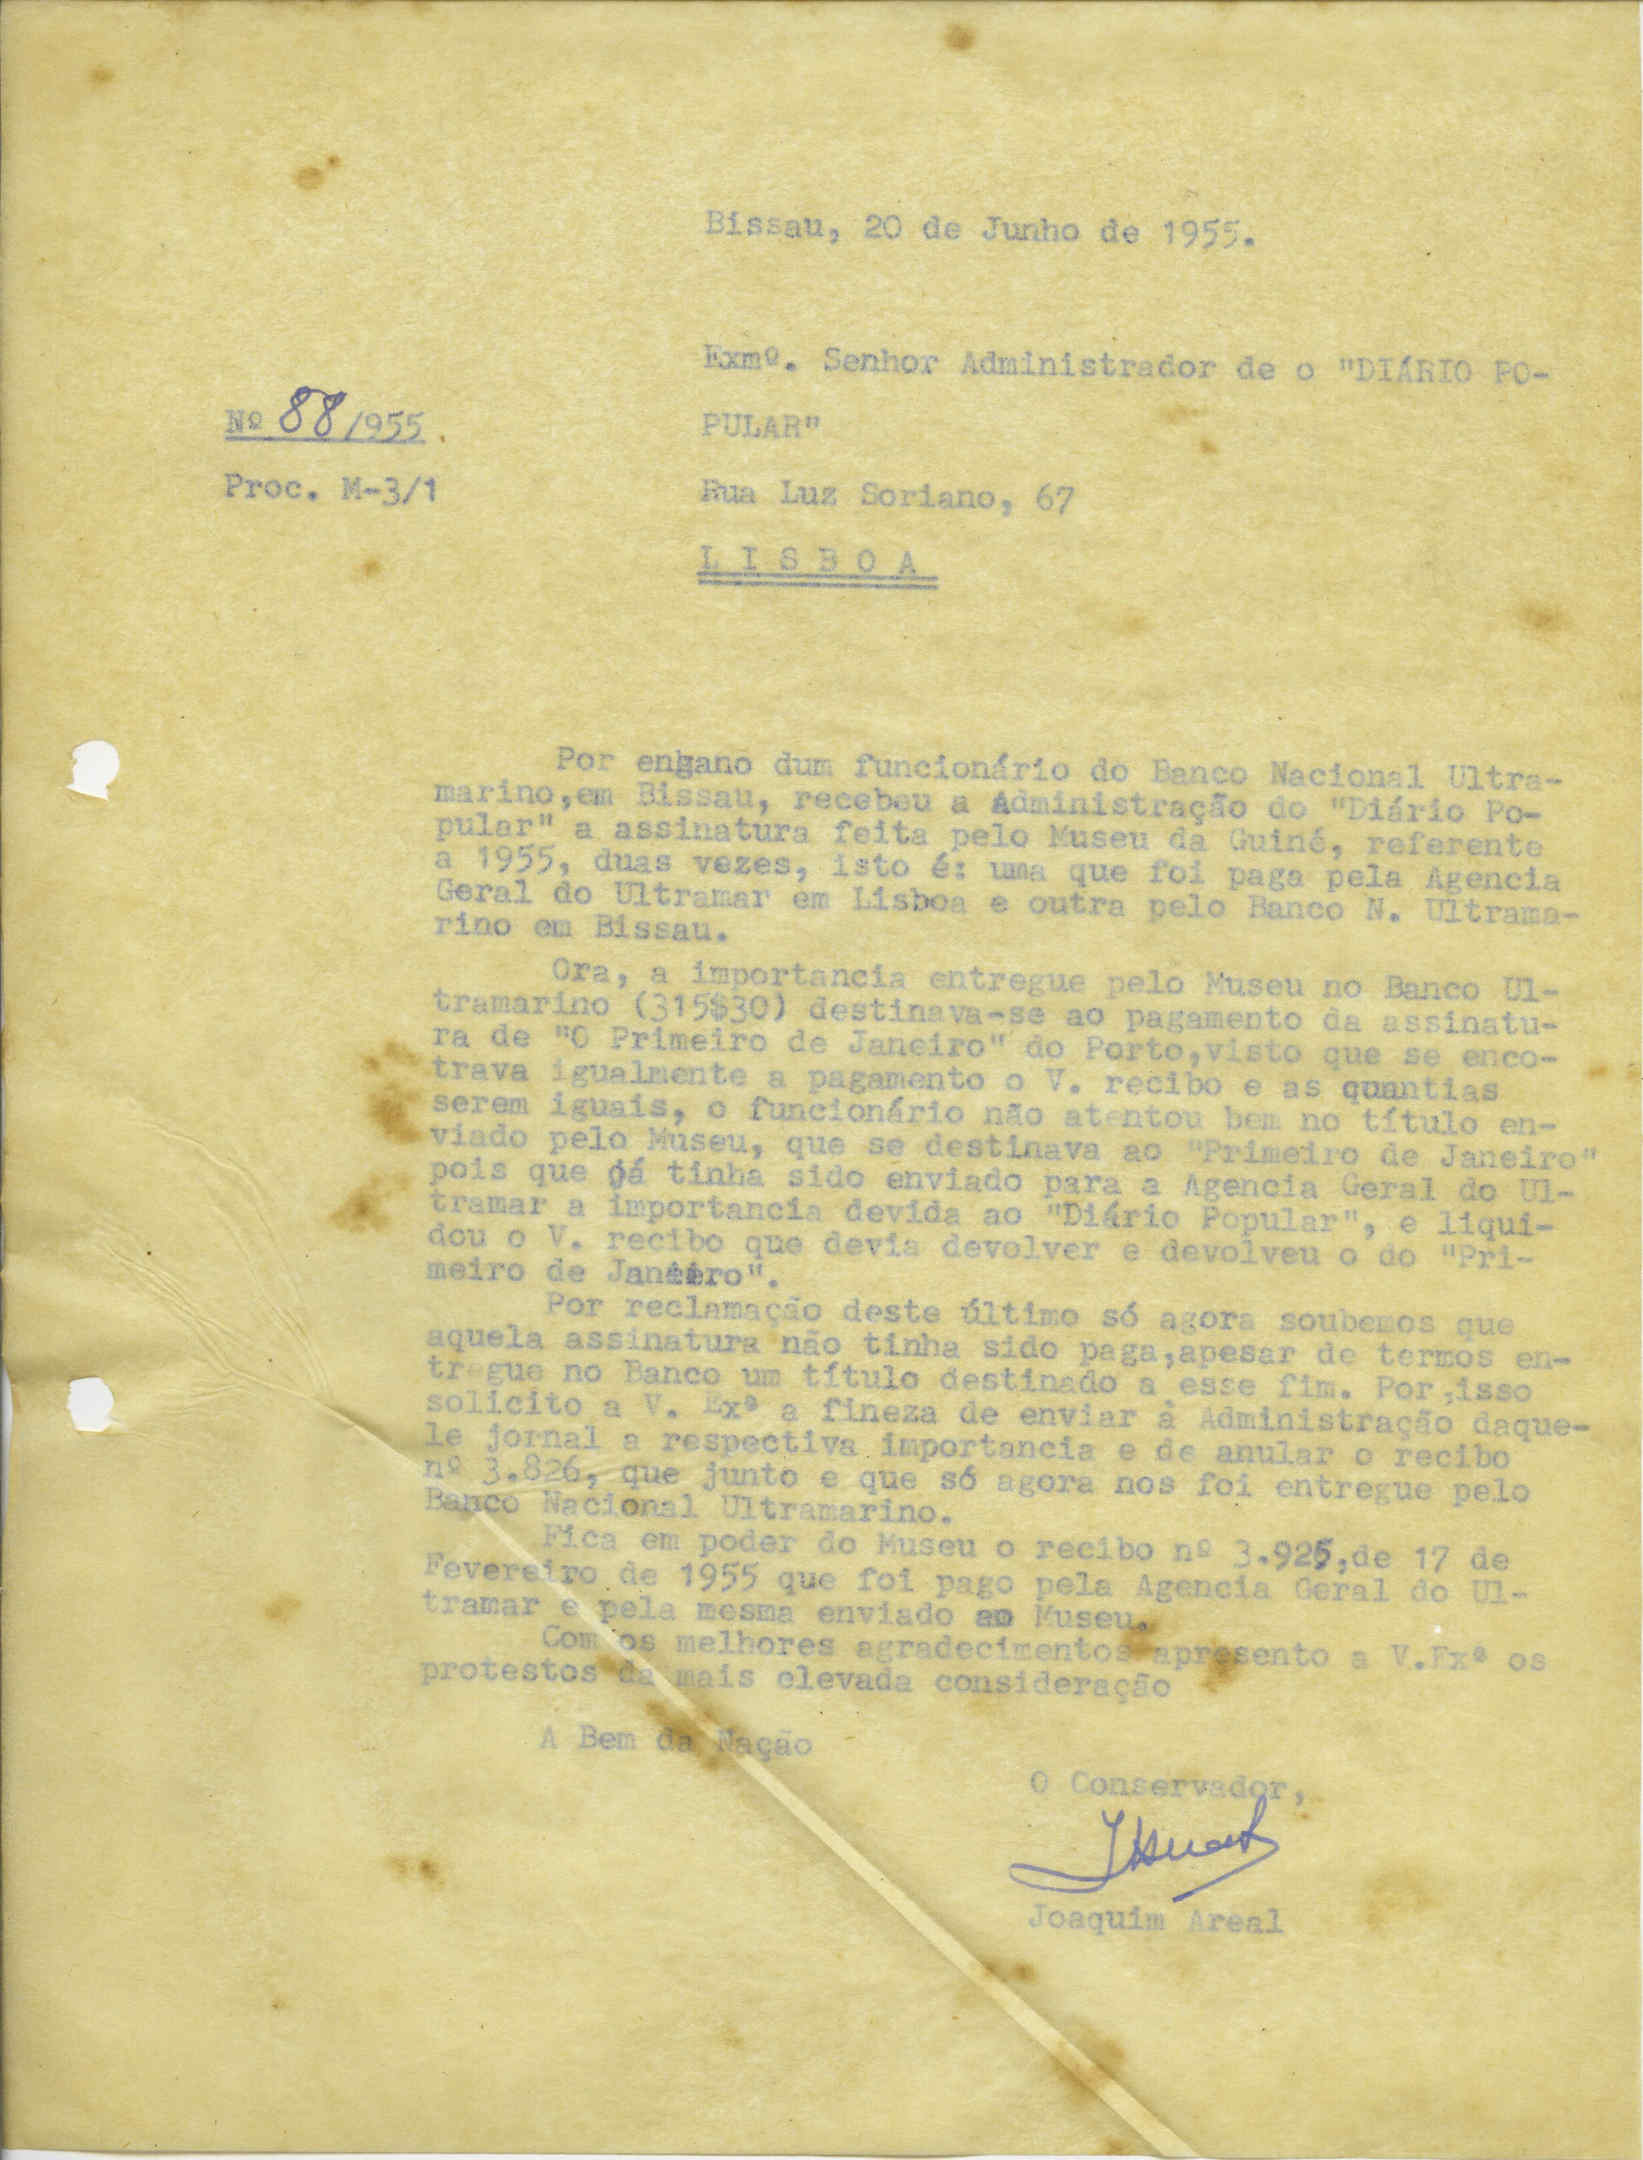 Bissau, 20 de Junho de 1955.
Exmº. Senhor Administrador de o "DIÁRIO PO-
Nº 88/955.
PULAR"
Proc. M-3/1
Rua Luz Soriano, 67
L I S B O A
Por engano dum funcionário do Banco Nacional Ultra-
marino,em Bissau, recebeu a Administração do "Diário Po-
pular" a assinatura feita pelo Museu da Guiné, referente
a 1955, duas vezes, isto é: uma que foi paga pela Agencia
Geral do Ultramar em Lisboa e outra pelo Banco N. Ultrama-
rino em Bissau.
Ora, a importancia entregue pelo Museu no Banco Ul-
tramarino (315$30) destinava-se ao pagamento da assinatu-
ra de "O Primeiro de Janeiro" do Porto,visto que se enco-
trava igualmente a pagamento o V. recibo e as quantias
serem iguais, o funcionário não atentou bem no título en-
viado pelo Museu, que se destinava ao "Primeiro de Janeiro"
pois que já tinha sido enviado para a Agencia Geral do Ul-
tramar a importancia devida ao "Diário Popular", e liqui-
dou o V. recibo que devia devolver e devolveu o do "Pri-
meiro de Janeiro".
Por reclamação deste último só agora soubemos que
aquela assinatura não tinha sido paga,apesar de termos en-
tregue no Banco um título destinado a esse fim. Por,isso
solicito a V. Exª a fineza de enviar à Administração daque-
le jornal a respectiva importancia e de anular o recibo
nº 3.826, que junto e que só agora nos foi entregue pelo
Banco Nacional Ultramarino.
Fica em poder do Museu o recibo nº 3.925,de 17 de
Fevereiro de 1955 que foi pago pela Agencia Geral do Ul-
tramar e pela mesma enviado ao Museu.
Com os melhores agradecimentos apresento a V.Exª os
protestos da mais elevada consideração
A Bem da Nação
O Conservador,
Joaquim Areal